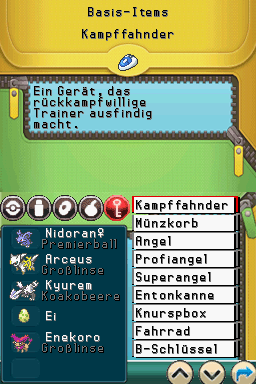 Basis-Items
Kampffahnder
Ein Gerät, das
rückkampfwillige
Trainer ausfindig
macht.
Nidoran♀
Premierball
Arceus
Großlinse
Kyurem
Koakobeere
Ei
Enekoro
Großlinse
Kampffahnder
Münzkorb
Angel
Profiangel
Superangel
Entonkanne
Knurspbox
Fahrrad
B-Schlüssel